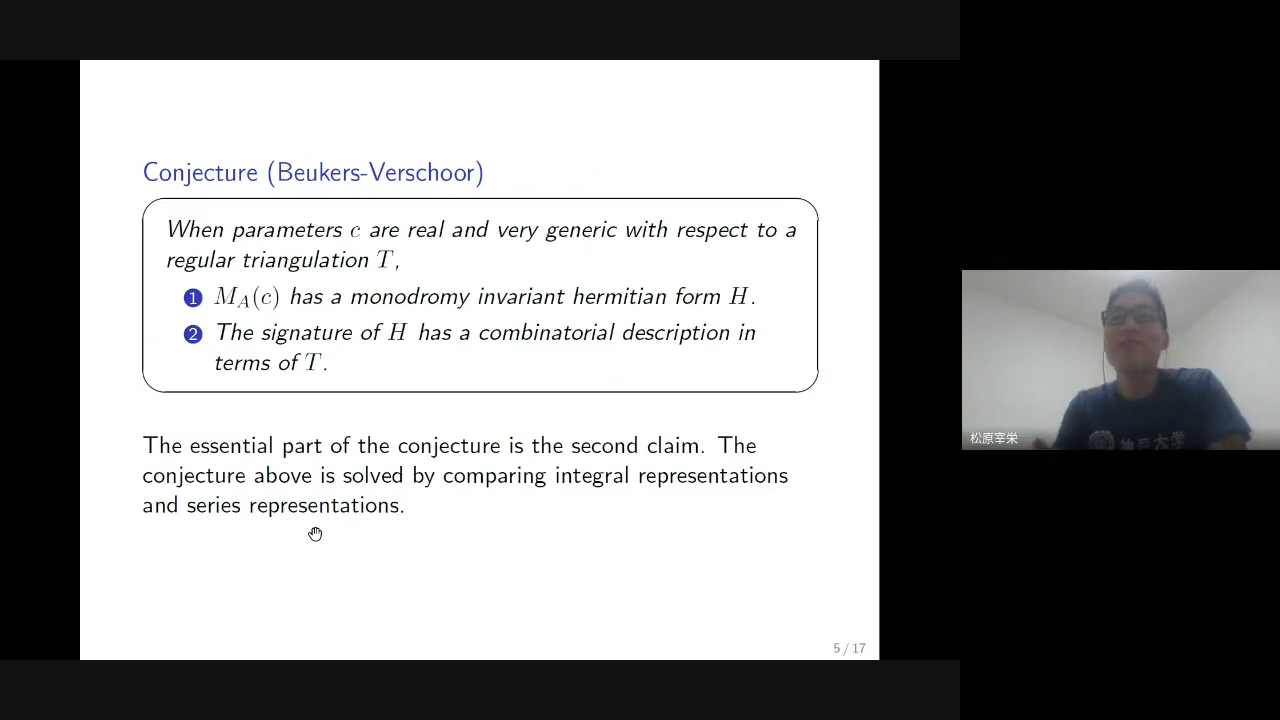 Conjecture (Beukers-Verschoor)
When parameters c are real and very generic with respect to a
regular triangulation T,
1 M_A(c) has a monodromy invariant hermitian form H.
2 The signature of H has a combinatorial description in
terms of T.
The essential part of the conjecture is the second claim. The
conjecture above is solved by comparing integral representations
and series representations.
5 / 17
松原宰栄